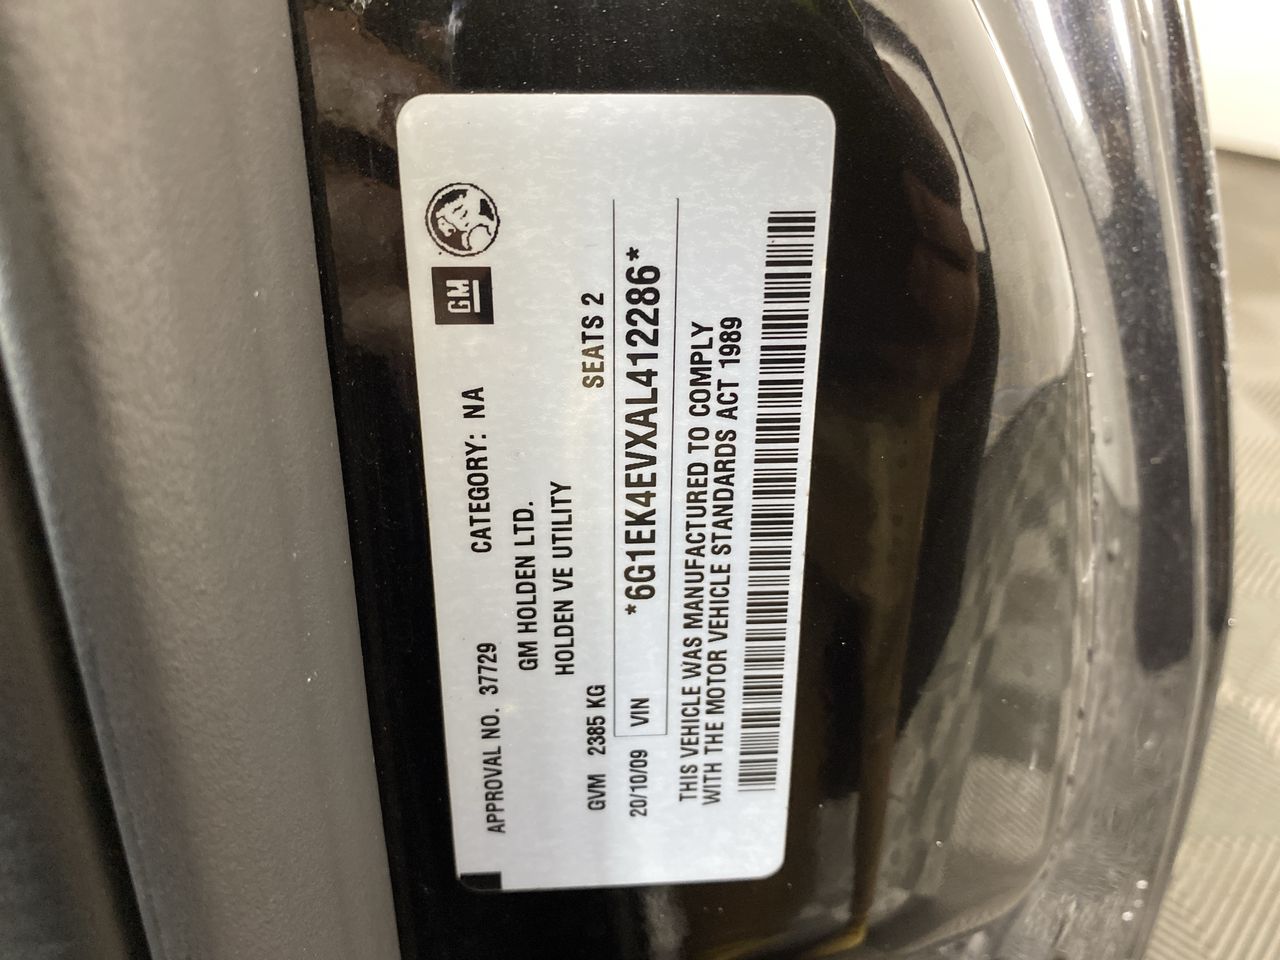 APPROVAL NO. 37729 CATEGORY: NA GM
GM HOLDEN LTD.
HOLDEN VE UTILITY
GVM 2385 KG SEATS 2
20/10/09 VIN *6G1EK4EVXAL412286*
THIS VEHICLE WAS MANUFACTURED TO COMPLY
WITH THE MOTOR VEHICLE STANDARDS ACT 1989